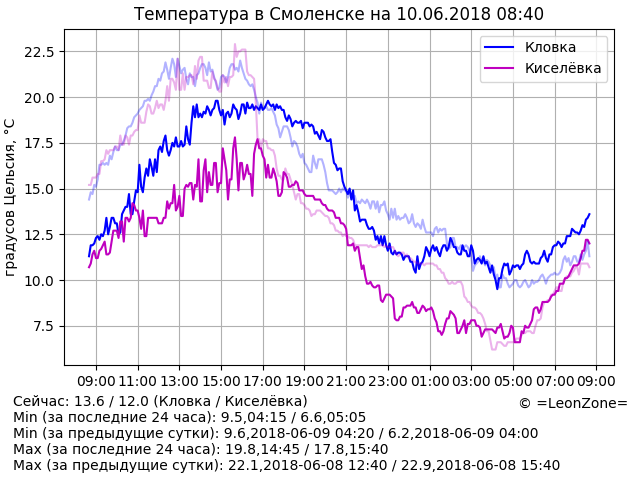 Температура в Смоленске на 10.06.2018 08:40
градусов Цельсия, °C
22.5
20.0
17.5
15.0
12.5
10.0
7.5
Кловка
Киселёвка
09:00 11:00 13:00 15:00 17:00 19:00 21:00 23:00 01:00 03:00 05:00 07:00 09:00
© =LeonZone=
Сейчас: 13.6 / 12.0 (Кловка / Киселёвка)
Min (за последние 24 часа): 9.5,04:15 / 6.6,05:05
Min (за предыдущие сутки): 9.6,2018-06-09 04:20 / 6.2,2018-06-09 04:00
Max (за последние 24 часа): 19.8,14:45 / 17.8,15:40
Max (за предыдущие сутки): 22.1,2018-06-08 12:40 / 22.9,2018-06-08 15:40